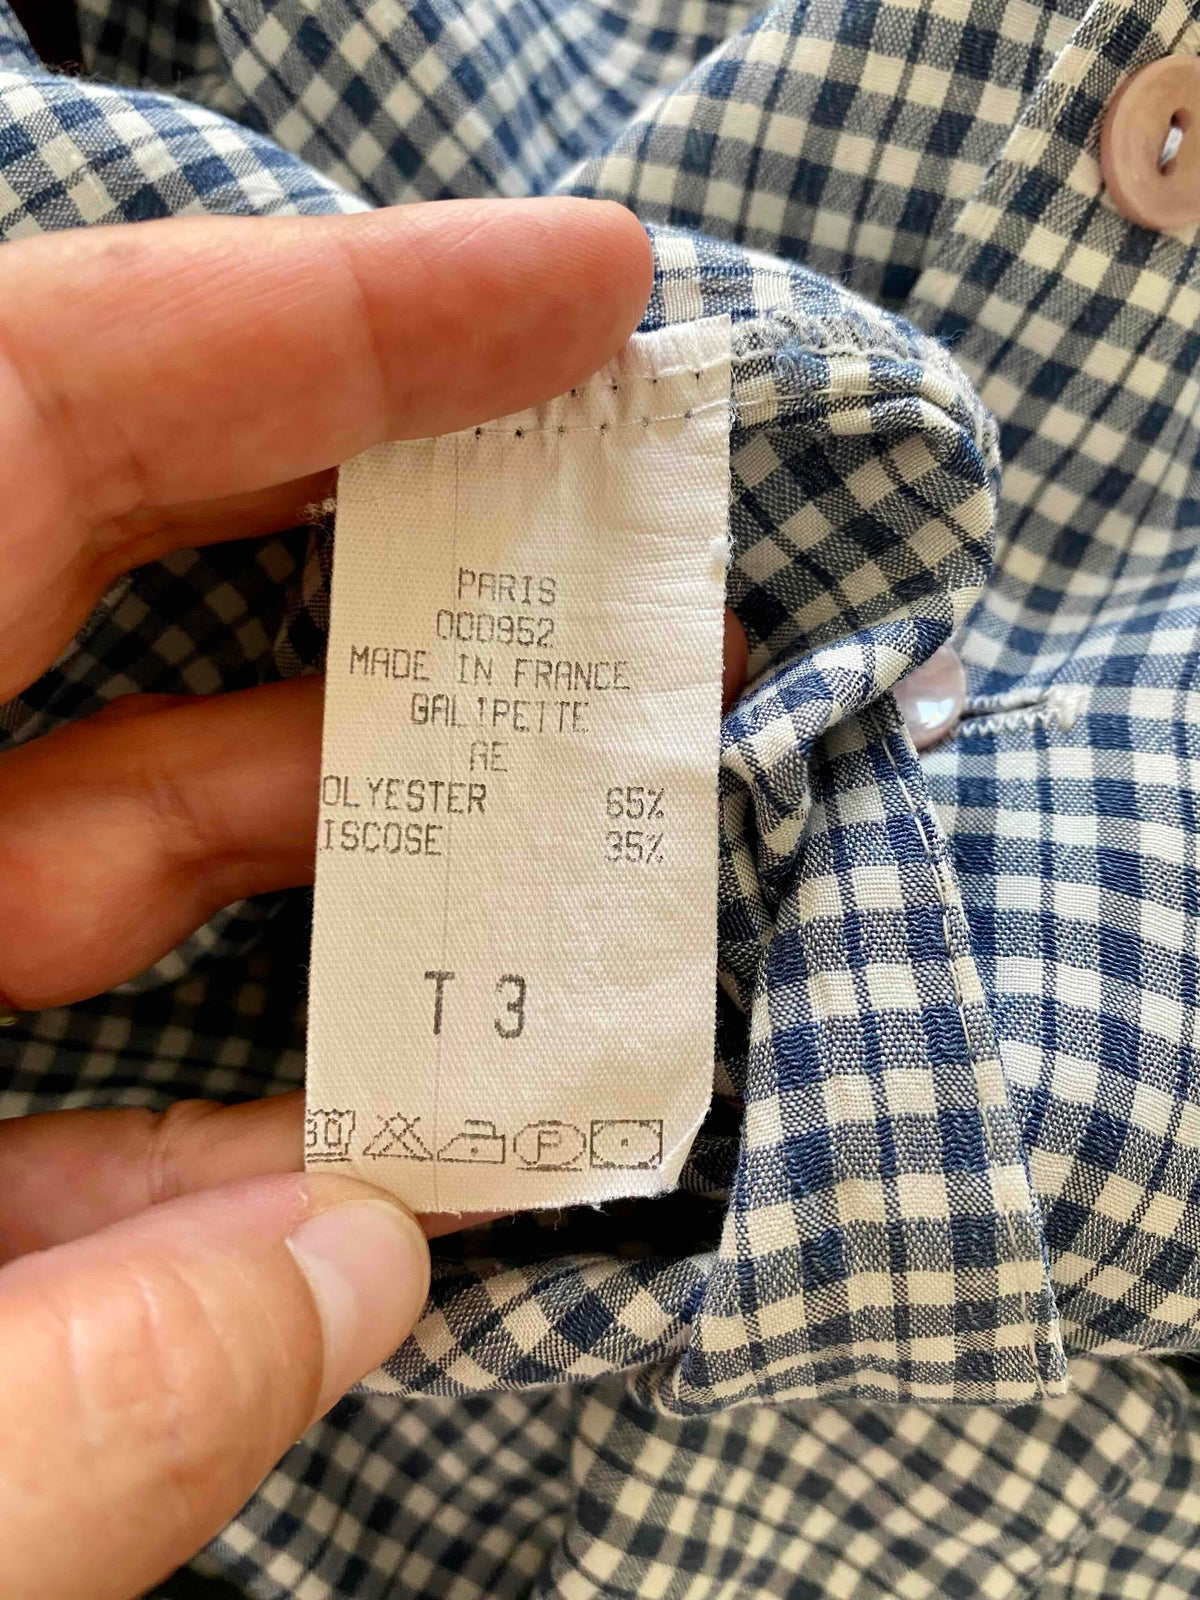 PARIS
000952
MADE IN FRANCE
GALIPETTE
AE
OLYESTER 65%
ISCOSE 35%
T 3
30 P